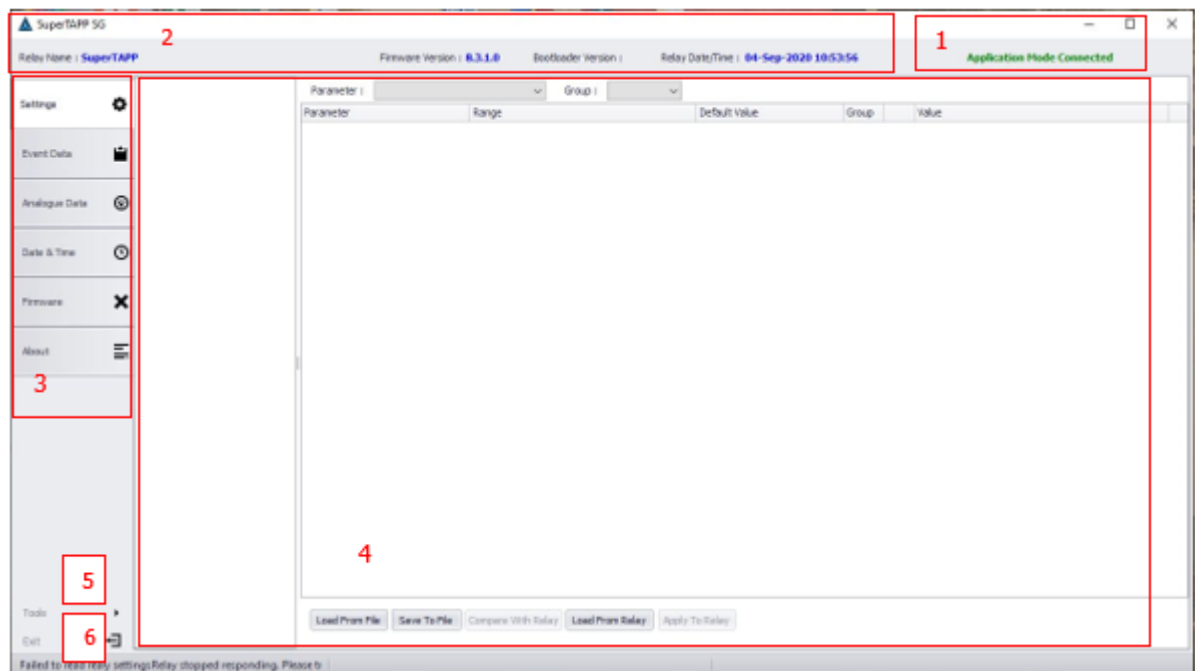 SuperTAPP SG
2
1
Relay Name : SuperTAPP Firmware Version : 8.3.1.0 Bootloader Version : Relay Date/Time : 04-Sep-2020 10:53:56 Application Mode Connected
Settings
Parameter : Group :
Parameter Range Default Value Group Value
Event Data
Analogue Data
Date & Time
Firmware
About
3
4
5
Tools
Load From File Save To File Compare With Relay Load From Relay Apply To Relay
6
Exit
Failed to read relay settingsRelay stopped responding. Please